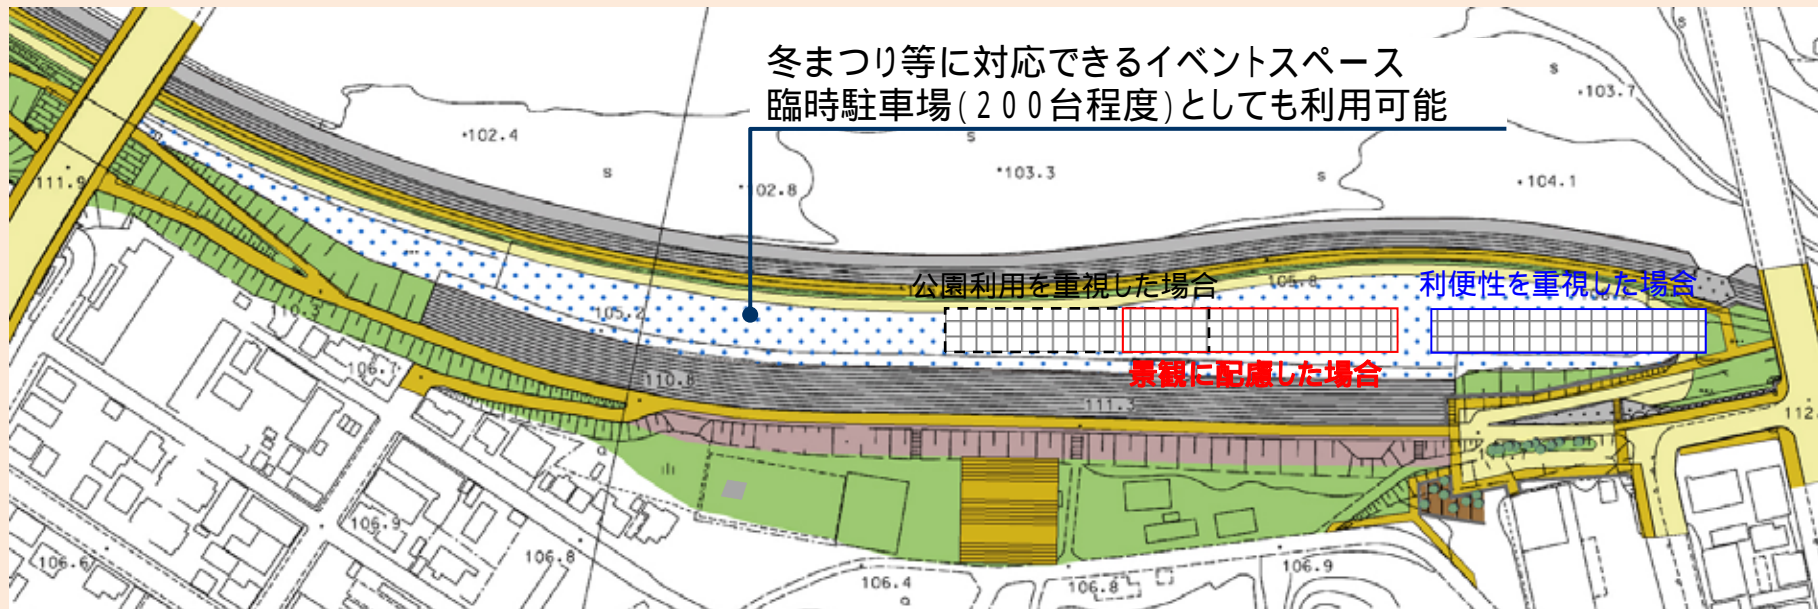 冬まつり等に対応できるイベントスペース
臨時駐車場(200台程度)としても利用可能
・103.7
s
・102.4
s
s
・103.3
s
・104.1
・102.8
111.9
公園利用を重視した場合
利便性を重視した場合
105.8
110.3
105.2
106.7
景観に配慮した場合
110.8
111.3
112.
106.9
106.6
106.8
106.4
106.8
106.9